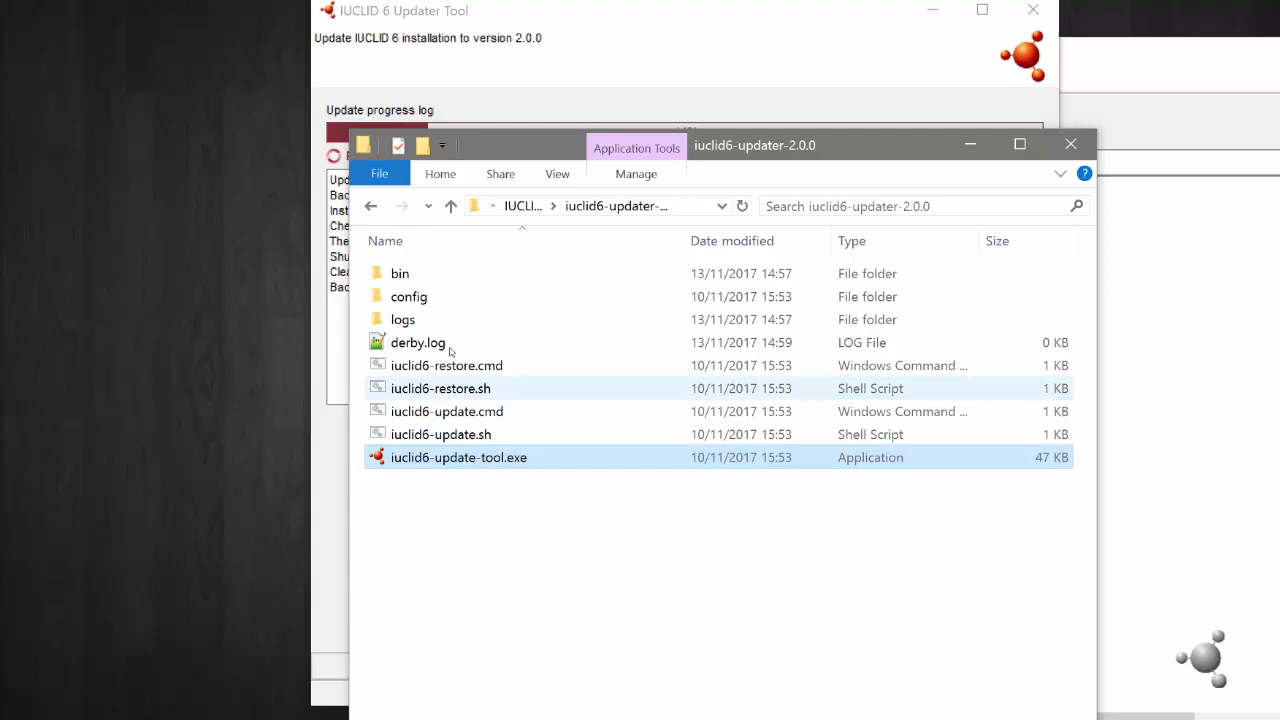 IUCLID 6 Updater Tool
Update IUCLID 6 installation to version 2.0.0
Update progress log
Application Tools iuclid6-updater-2.0.0
File Home Share View Manage
« IUCLI... iuclid6-updater-... Search iuclid6-updater-2.0.0
Name Date modified Type Size
bin 13/11/2017 14:57 File folder
config 10/11/2017 15:53 File folder
logs 13/11/2017 14:57 File folder
derby.log 13/11/2017 14:59 LOG File 0 KB
iuclid6-restore.cmd 10/11/2017 15:53 Windows Command ... 1 KB
iuclid6-restore.sh 10/11/2017 15:53 Shell Script 1 KB
iuclid6-update.cmd 10/11/2017 15:53 Windows Command ... 1 KB
iuclid6-update.sh 10/11/2017 15:53 Shell Script 1 KB
iuclid6-update-tool.exe 10/11/2017 15:53 Application 47 KB